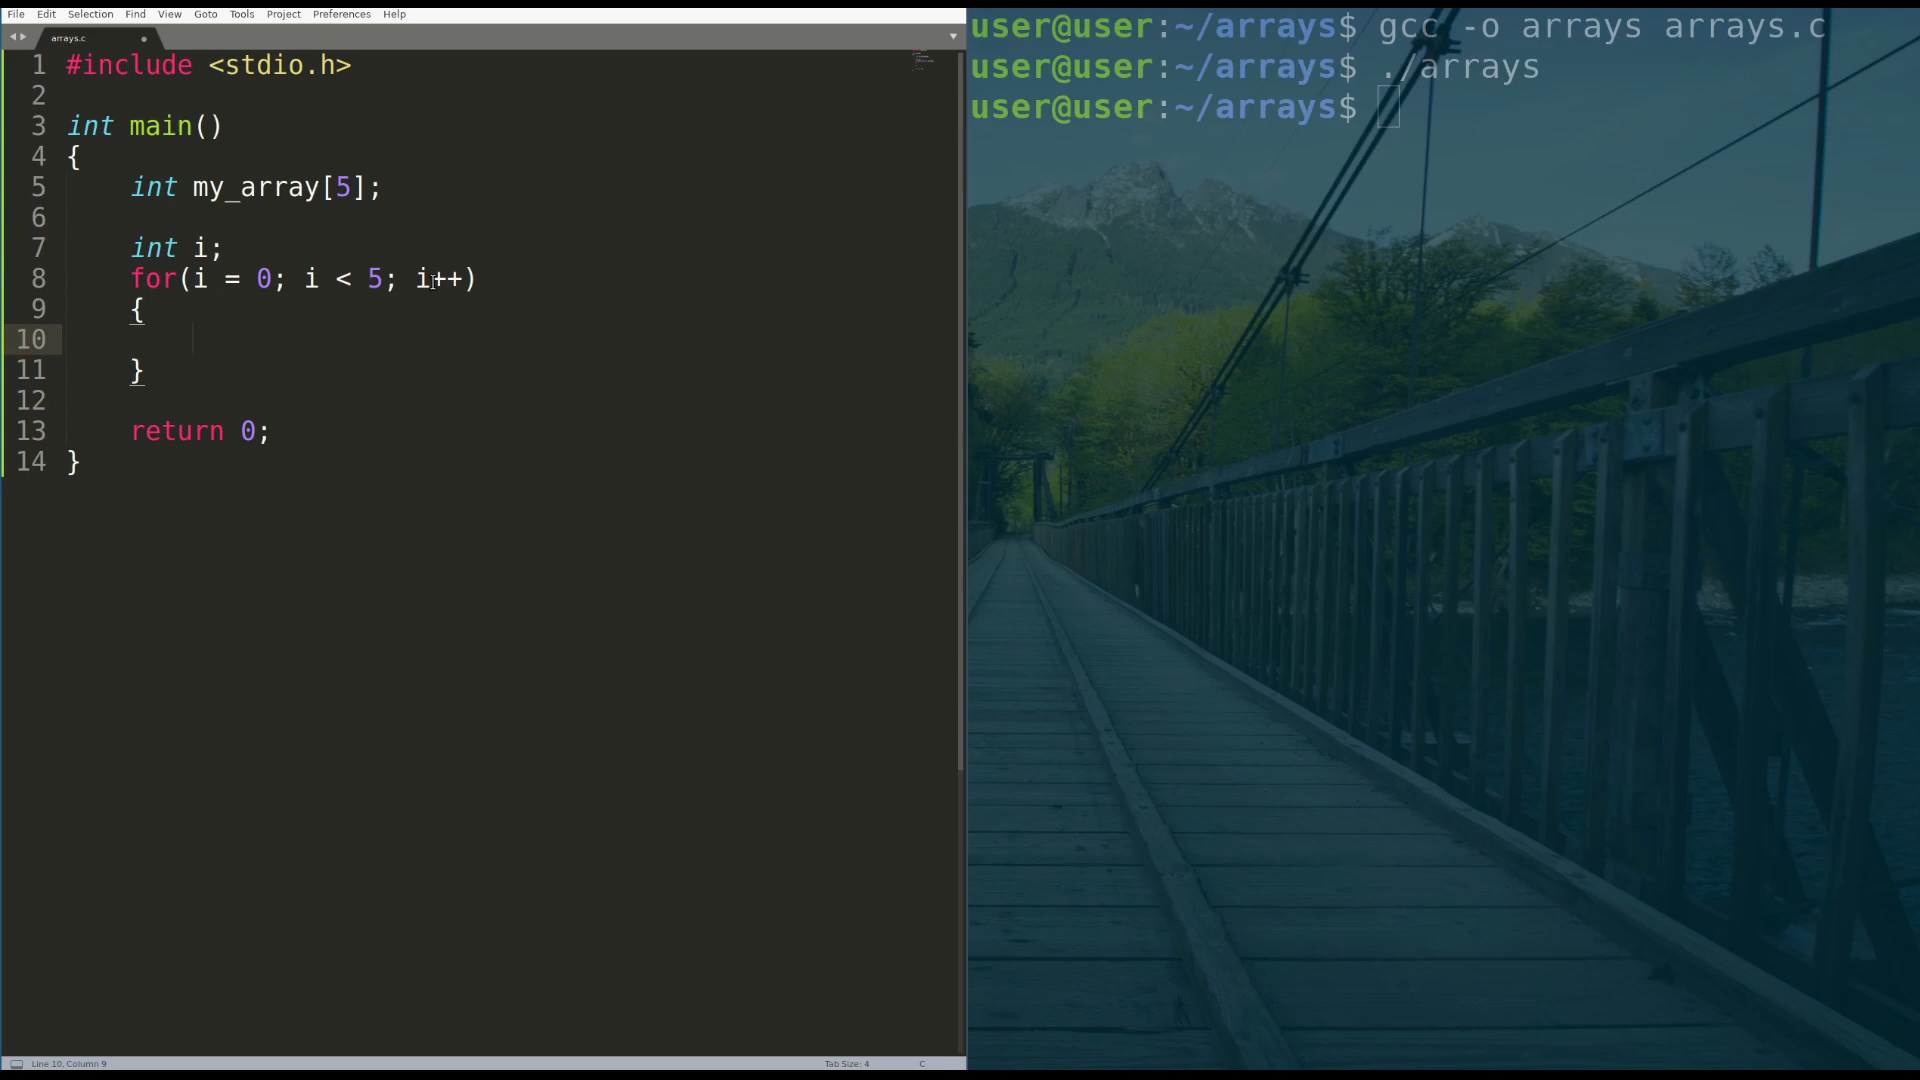 File Edit Selection Find View Goto Tools Project Preferences Help
arrays.c
1 #include <stdio.h>
2
3 int main()
4 {
5 int my_array[5];
6
7 int i;
8 for(i = 0; i < 5; i++)
9 {
10
11 }
12
13 return 0;
14 }
Line 10, Column 9
Tab Size: 4
C
user@user:~/arrays$ gcc -o arrays arrays.c
user@user:~/arrays$ ./arrays
user@user:~/arrays$